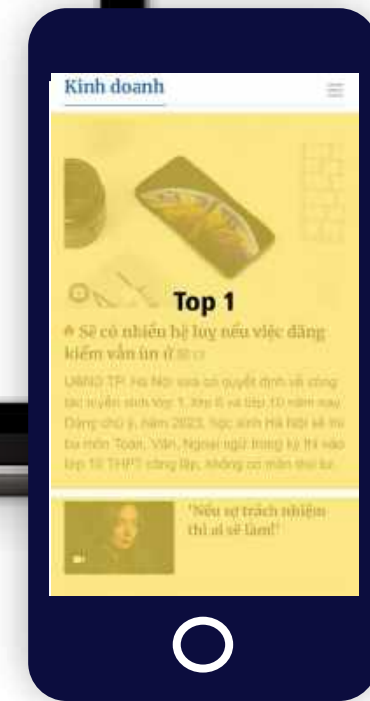 Kinh doanh
Top 1
Sẽ có nhiều hệ luỵ nếu việc đăng
kiểm vẫn ùn ứ
UBND TP. Hà Nội vừa có quyết định về công
tác tuyển sinh lớp 1, lớp 6 và lớp 10 năm nay.
Đáng chú ý, năm 2023, học sinh Hà Nội sẽ thi
ba môn Toán, Văn, Ngoại ngữ trong kỳ thi vào
lớp 10 THPT công lập, không có môn thứ tư.
'Nếu sợ trách nhiệm
thì ai sẽ làm!'